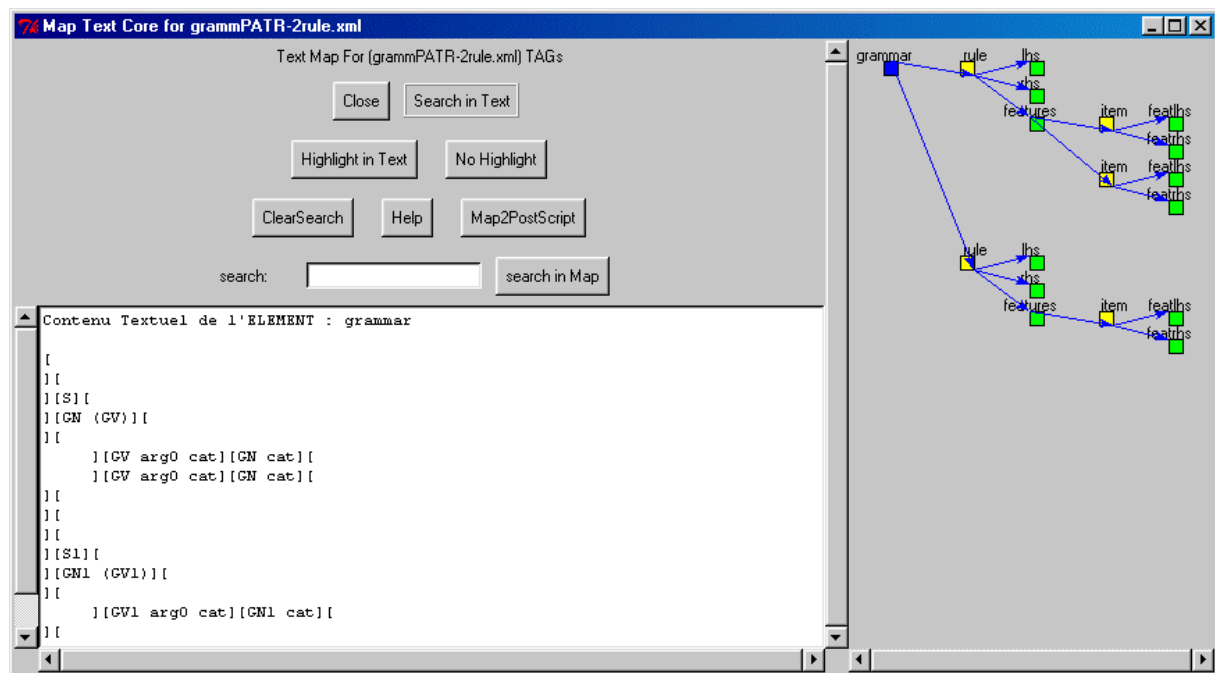 Map Text Core for grammPATR-2rule.xml
Text Map For (grammPATR-2rule.xml) TAGs
Close Search in Text
Highlight in Text No Highlight
ClearSearch Help Map2PostScript
search: search in Map
Contenu Textuel de l'ELEMENT : grammar
[
][
][S][
][GN (GV)][
][
][GV arg0 cat][GN cat][
][GV arg0 cat][GN cat][
][
][
][
][S1][
][GN1 (GV1)][
][
][GV1 arg0 cat][GN1 cat][
][
grammar rule lhs
rhs
features item featlhs
featrhs
item featlhs
featrhs
rule lhs
rhs
features item featlhs
featrhs